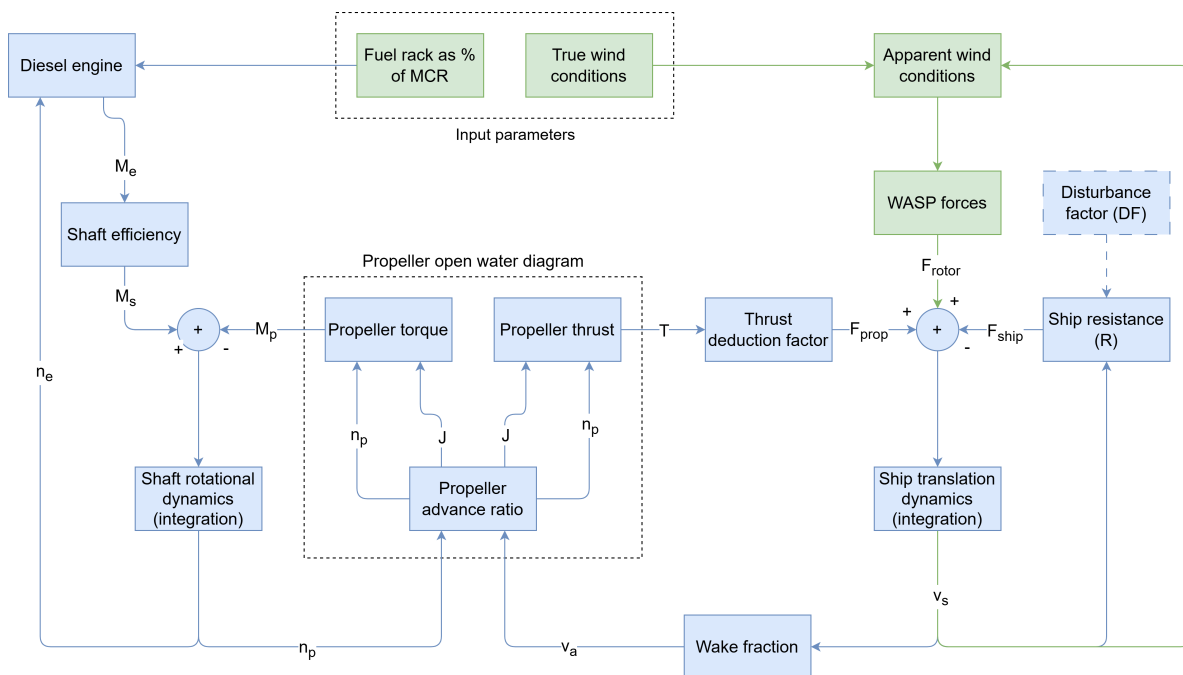 Diesel engine
Fuel rack as %
of MCR
True wind
conditions
Apparent wind
conditions
Input parameters
Mₑ
WASP forces
Disturbance
factor (DF)
Shaft efficiency
Propeller open water diagram
F_rotor
Mₛ
+
+
Propeller torque
Propeller thrust
Thrust
deduction factor
Ship resistance
(R)
+
Mₚ
T
F_prop
+
F_ship
+
-
-
nₑ
nₚ
J
J
nₚ
Shaft rotational
dynamics
(integration)
Propeller
advance ratio
Ship translation
dynamics
(integration)
vₛ
nₚ
vₐ
Wake fraction